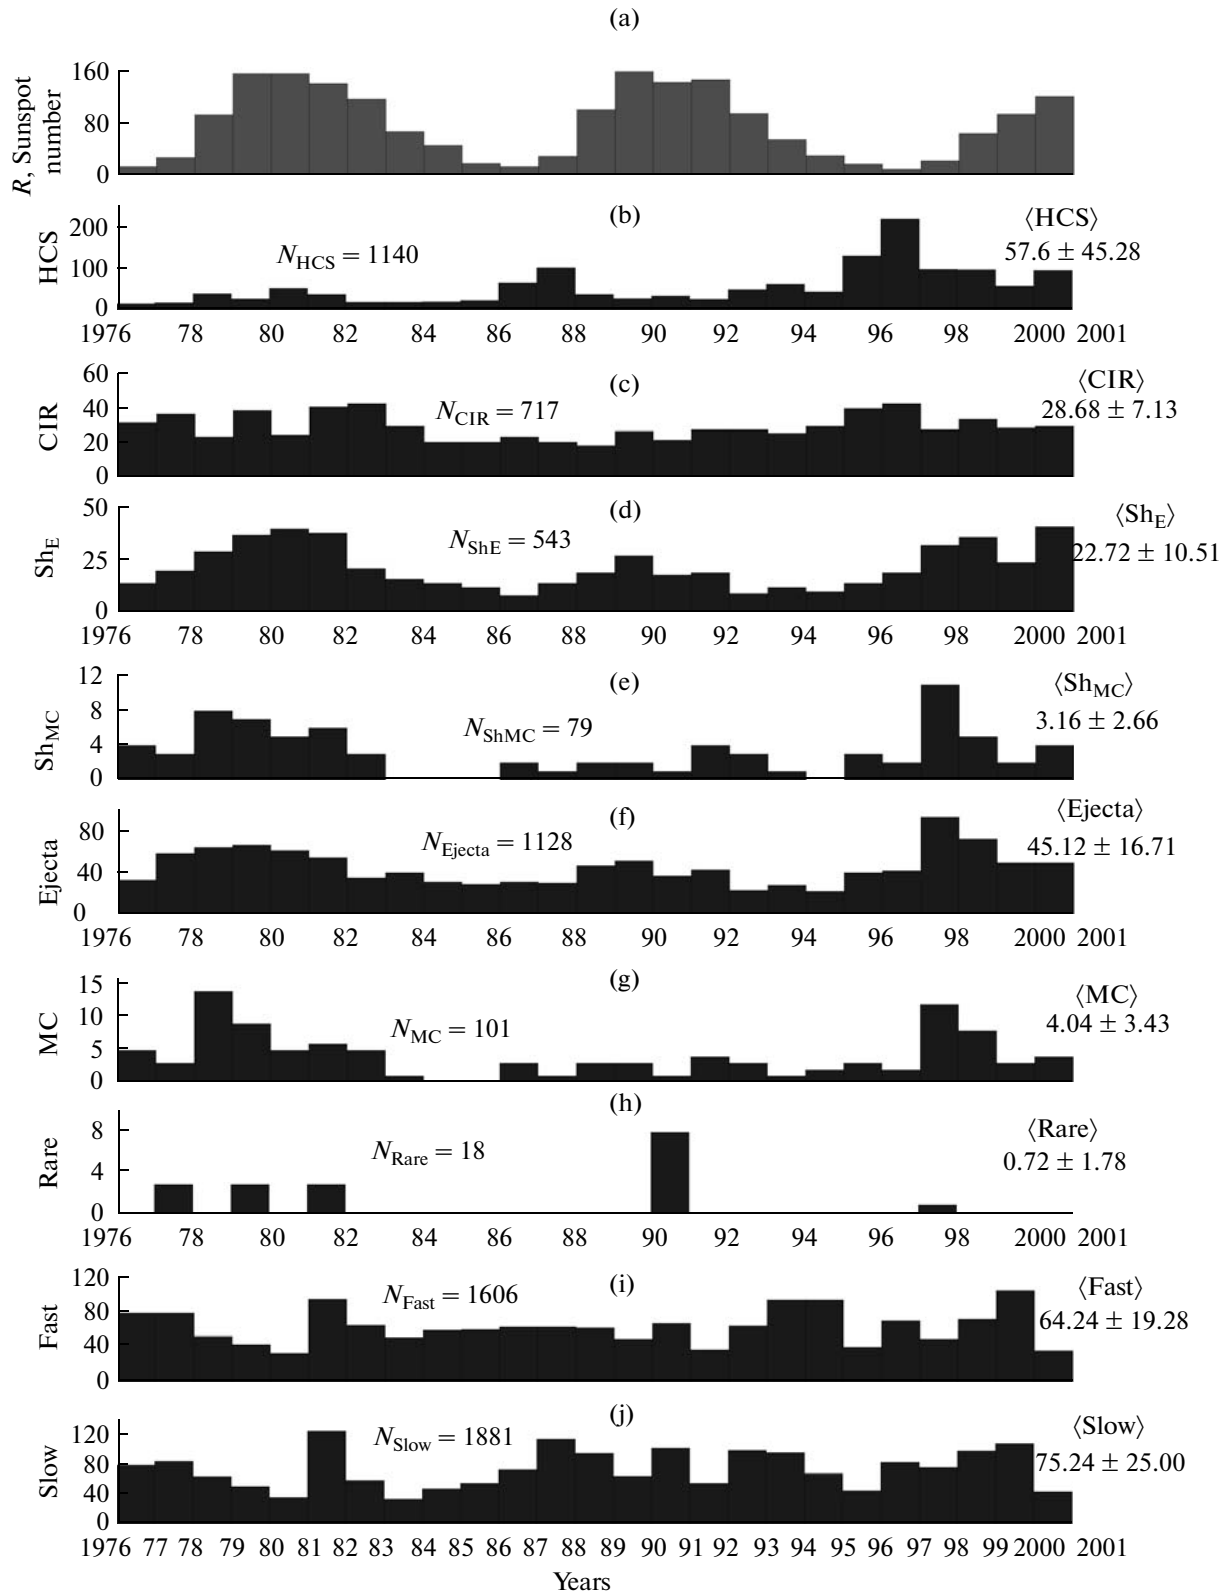 (a)
R, Sunspot number
160
80
0
(b)
HCS
200
100
0
N_HCS = 1140
⟨HCS⟩
57.6 ± 45.28
1976 78 80 82 84 86 88 90 92 94 96 98 2000 2001
(c)
CIR
60
40
20
0
N_CIR = 717
⟨CIR⟩
28.68 ± 7.13
(d)
Sh_E
50
25
0
N_ShE = 543
⟨Sh_E⟩
22.72 ± 10.51
1976 78 80 82 84 86 88 90 92 94 96 98 2000 2001
(e)
Sh_MC
12
8
4
0
N_ShMC = 79
⟨Sh_MC⟩
3.16 ± 2.66
(f)
Ejecta
80
40
0
N_Ejecta = 1128
⟨Ejecta⟩
45.12 ± 16.71
1976 78 80 82 84 86 88 90 92 94 96 98 2000 2001
(g)
MC
15
10
5
0
N_MC = 101
⟨MC⟩
4.04 ± 3.43
(h)
Rare
8
4
0
N_Rare = 18
⟨Rare⟩
0.72 ± 1.78
1976 78 80 82 84 86 88 90 92 94 96 98 2000 2001
(i)
Fast
120
80
40
0
N_Fast = 1606
⟨Fast⟩
64.24 ± 19.28
(j)
Slow
120
80
40
0
N_Slow = 1881
⟨Slow⟩
75.24 ± 25.00
1976 77 78 79 80 81 82 83 84 85 86 87 88 89 90 91 92 93 94 95 96 97 98 99 2000 2001
Years